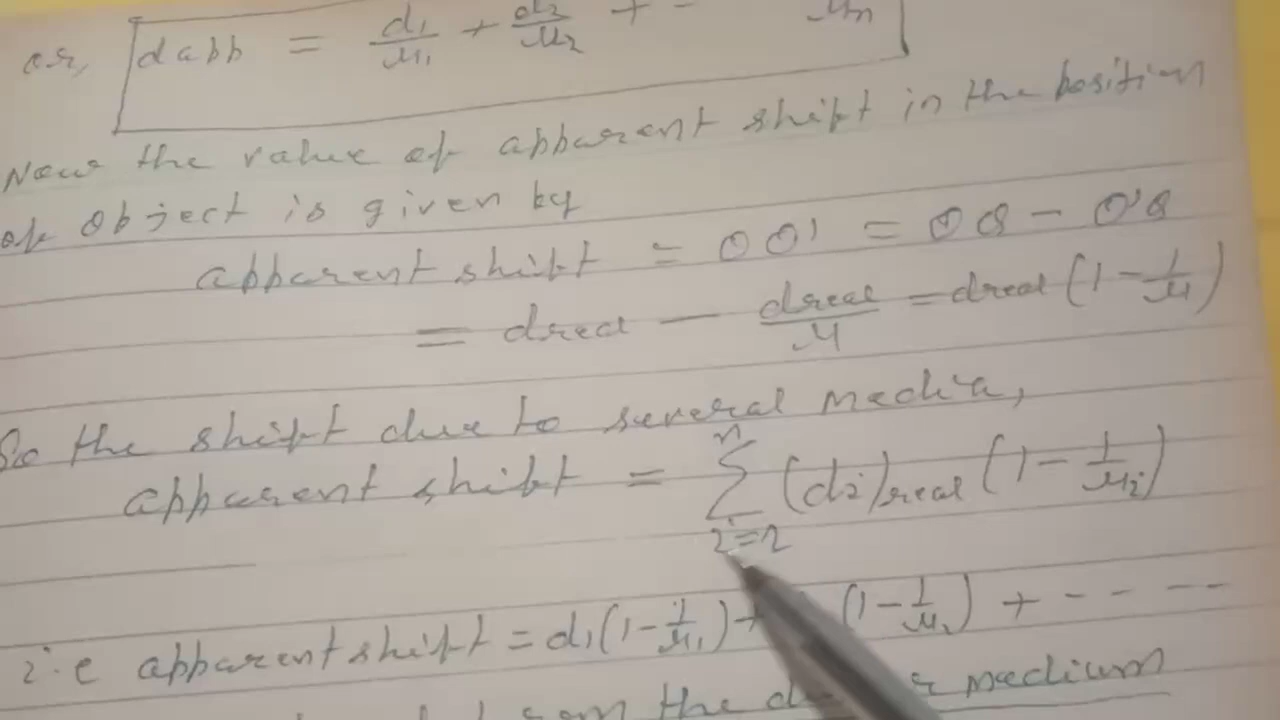 or, dapp = d1/μ1 + d2/μ2 + - μn
Now the value of apparent shift in the position
of object is given by
apparent shift = OO' = OQ - O'Q
= dreal - dreal/μ = dreal (1 - 1/μ)
So the shift due to several media,
apparent shift = n∑i=2 (di)real (1 - 1/μi)
i.e apparent shift = d1(1 - 1/μ1) + (1 - 1/μ2) + - - - - -
the medium